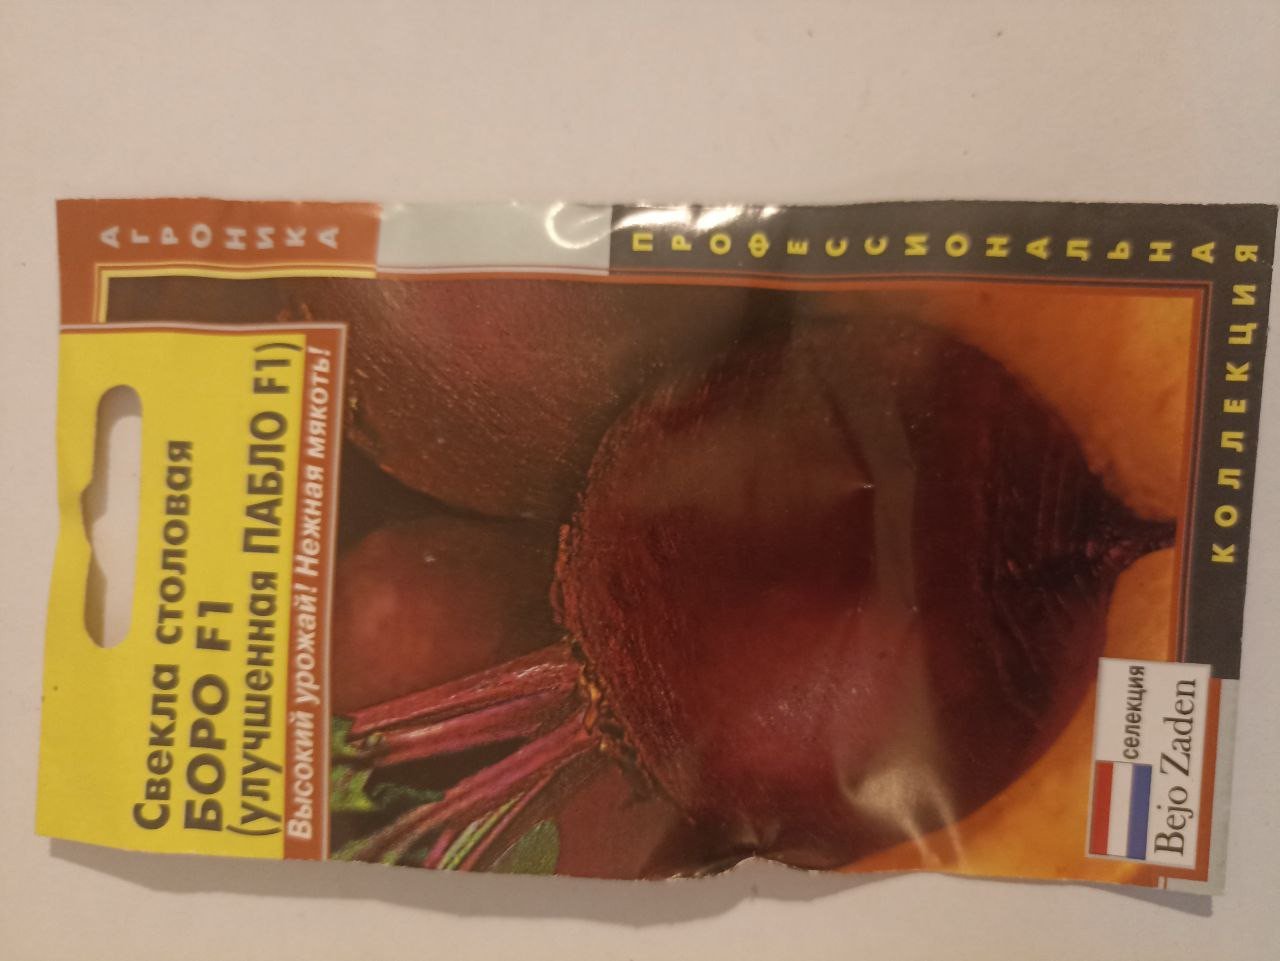 АГРОНИКА
ПРОФЕССИОНАЛЬНАЯ
КОЛЛЕКЦИЯ
Свекла столовая
БОРО F1
(улучшенная ПАБЛО F1)
Высокий урожай! Нежная мякоть!
селекция
Bejo Zaden